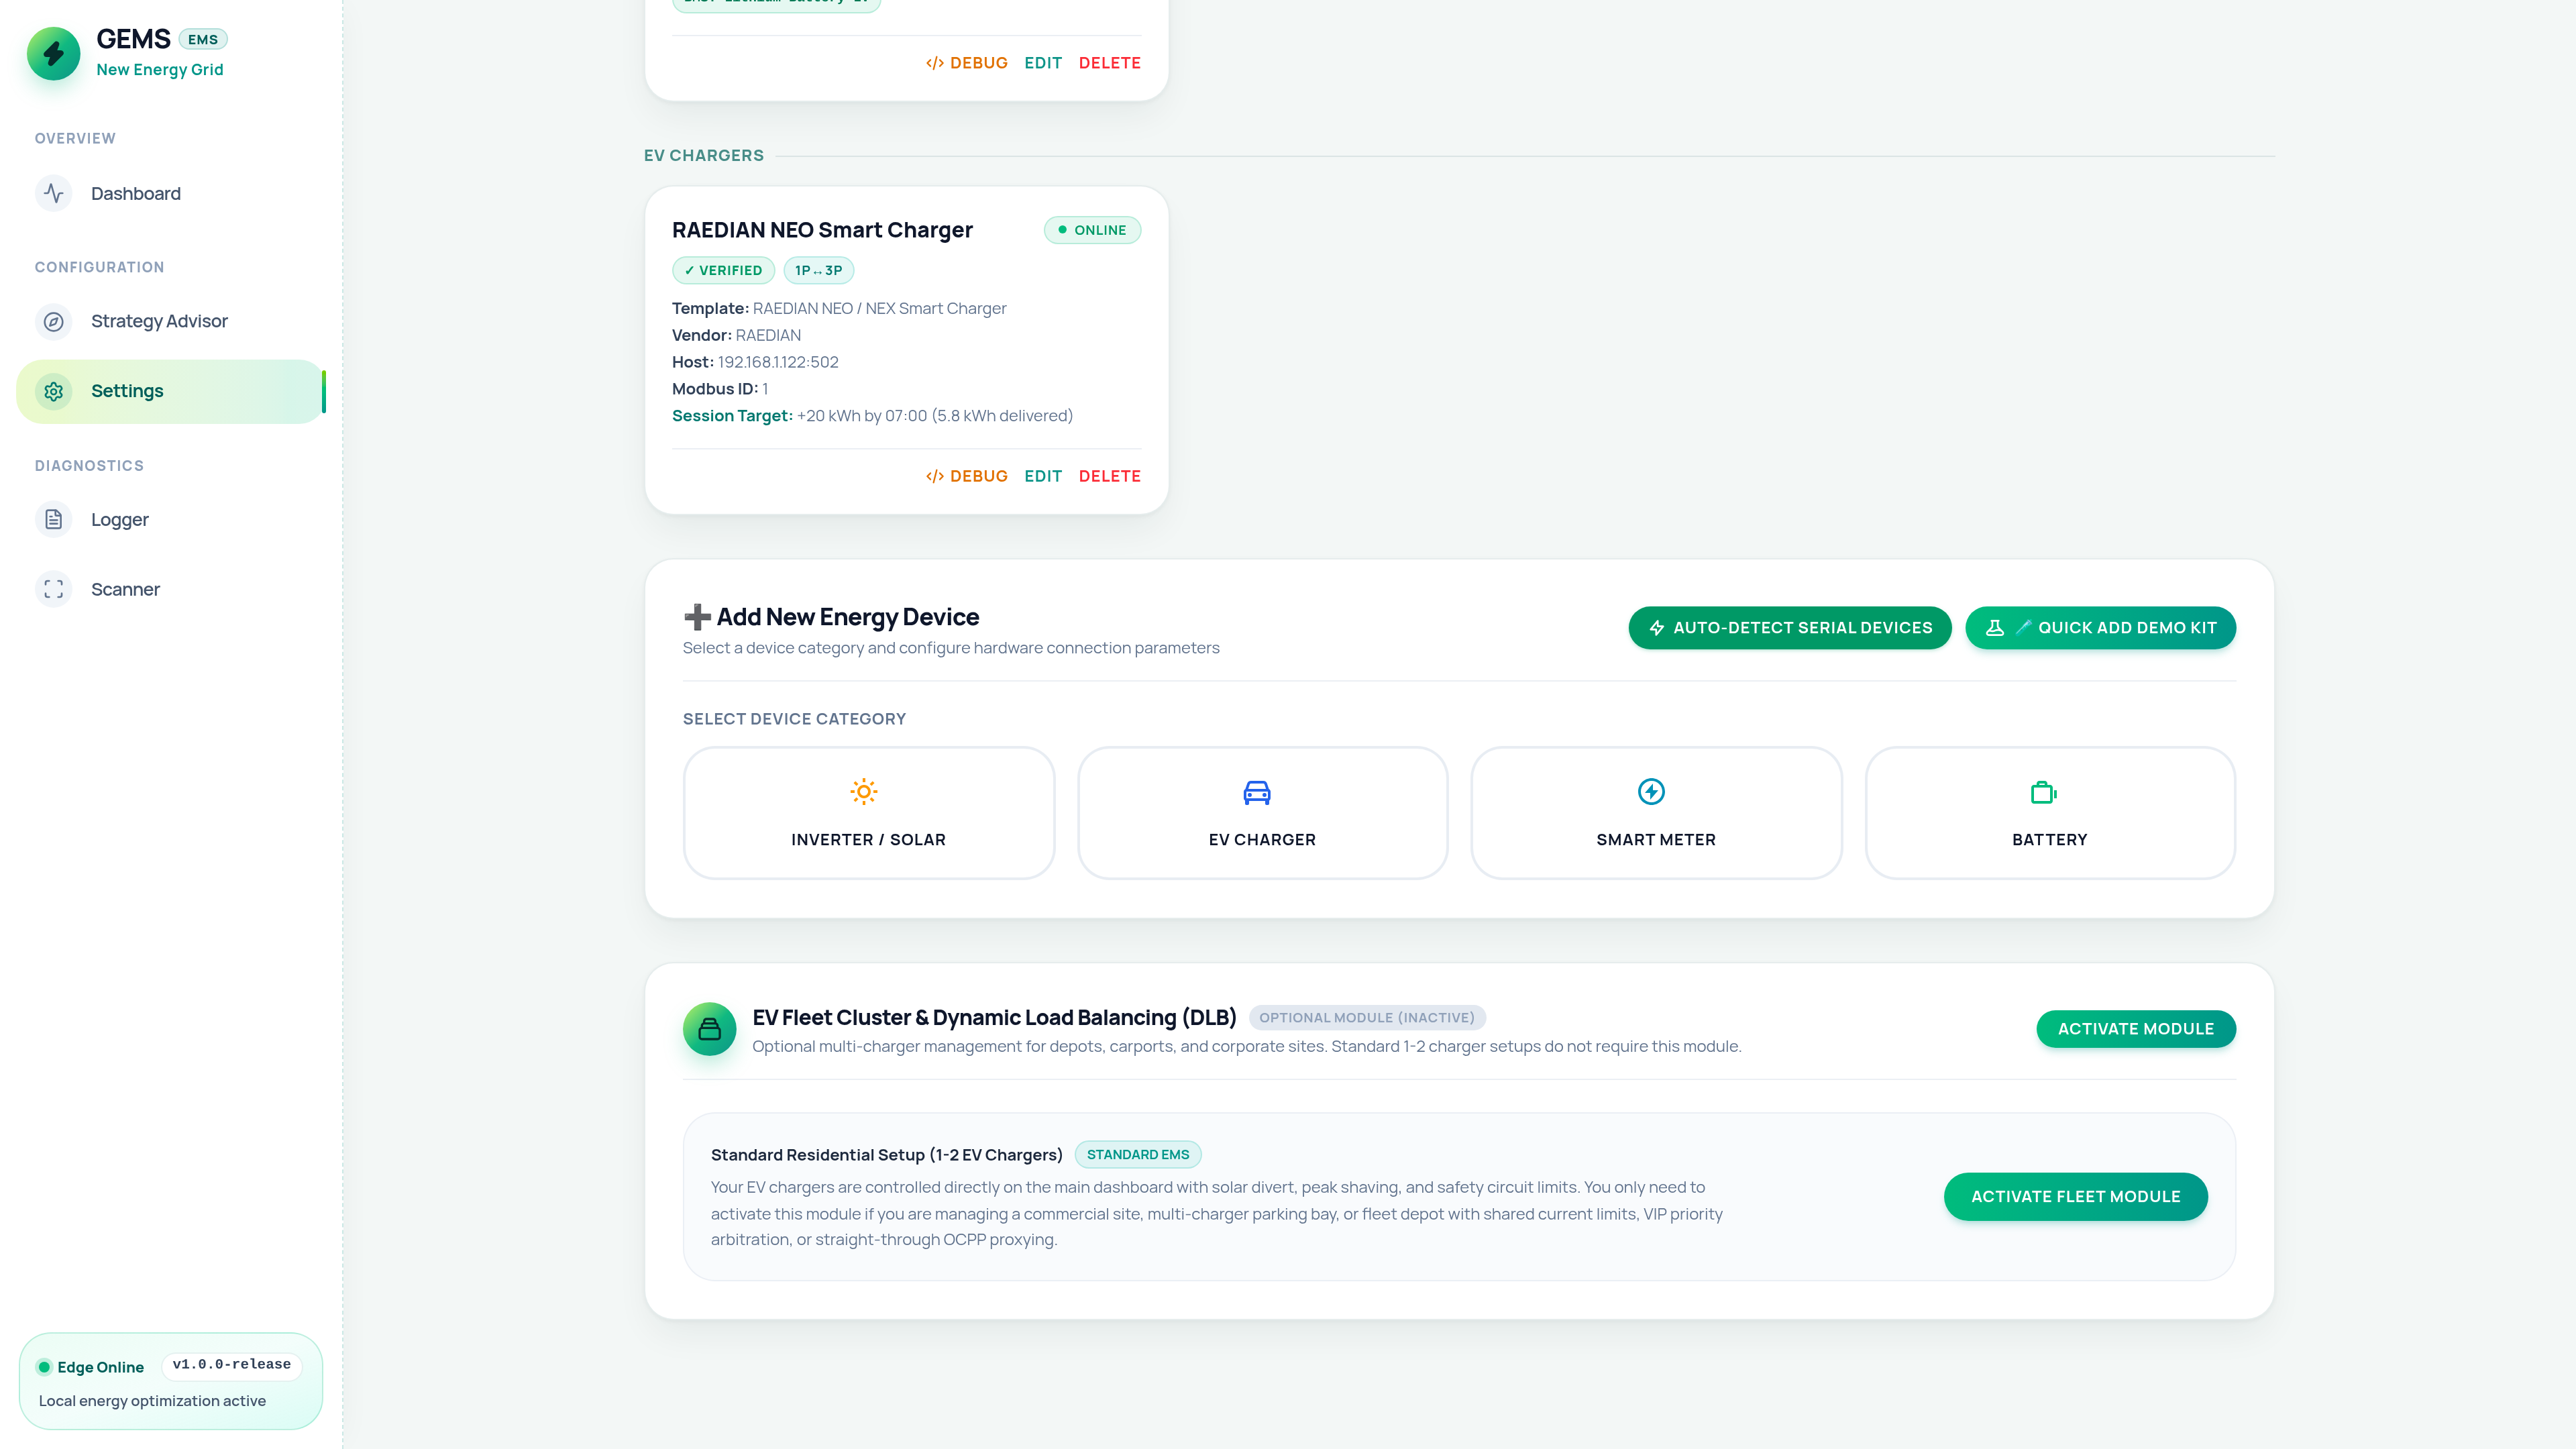 GEMS EMS
New Energy Grid
OVERVIEW
Dashboard
CONFIGURATION
Strategy Advisor
Settings
DIAGNOSTICS
Logger
Scanner
Edge Online v1.0.0-release
Local energy optimization active
</> DEBUG EDIT DELETE
EV CHARGERS
RAEDIAN NEO Smart Charger ONLINE
✓ VERIFIED 1P↔3P
Template: RAEDIAN NEO / NEX Smart Charger
Vendor: RAEDIAN
Host: 192.168.1.122:502
Modbus ID: 1
Session Target: +20 kWh by 07:00 (5.8 kWh delivered)
</> DEBUG EDIT DELETE
➕ Add New Energy Device
Select a device category and configure hardware connection parameters
AUTO-DETECT SERIAL DEVICES
🧪 QUICK ADD DEMO KIT
SELECT DEVICE CATEGORY
INVERTER / SOLAR
EV CHARGER
SMART METER
BATTERY
EV Fleet Cluster & Dynamic Load Balancing (DLB) OPTIONAL MODULE (INACTIVE)
Optional multi-charger management for depots, carports, and corporate sites. Standard 1-2 charger setups do not require this module.
ACTIVATE MODULE
Standard Residential Setup (1-2 EV Chargers) STANDARD EMS
Your EV chargers are controlled directly on the main dashboard with solar divert, peak shaving, and safety circuit limits. You only need to
activate this module if you are managing a commercial site, multi-charger parking bay, or fleet depot with shared current limits, VIP priority
arbitration, or straight-through OCPP proxying.
ACTIVATE FLEET MODULE